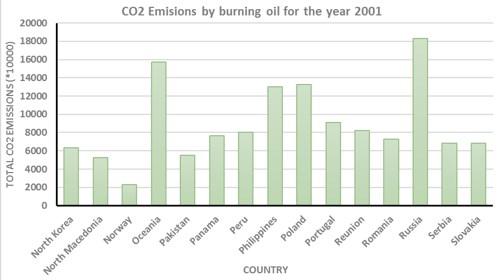 CO2 Emisions by burning oil for the year 2001
TOTAL CO2 EMISSIONS (*10000)
20000
18000
16000
14000
12000
10000
8000
6000
4000
2000
0
North Korea
North Macedonia
Norway
Oceania
Pakistan
Panama
Peru
Philippines
Poland
Portugal
Reunion
Romania
Russia
Serbia
Slovakia
COUNTRY